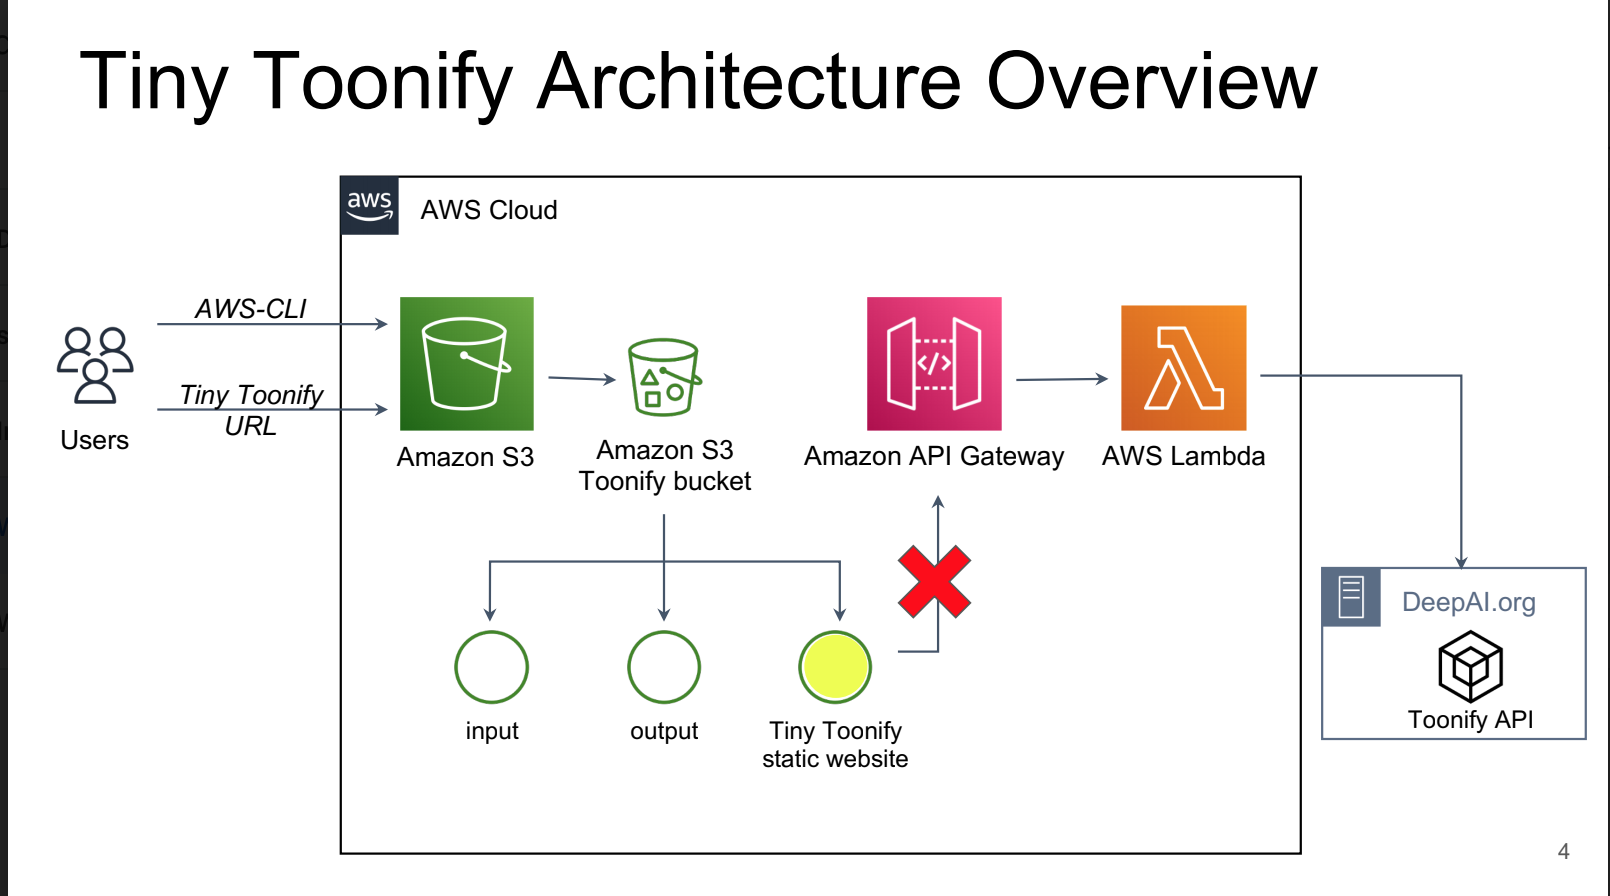 Tiny Toonify Architecture Overview
aws
AWS Cloud
AWS-CLI
Tiny Toonify
URL
Users
Amazon S3
Amazon S3
Toonify bucket
</>
Amazon API Gateway
AWS Lambda
input
output
Tiny Toonify
static website
DeepAI.org
Toonify API
4